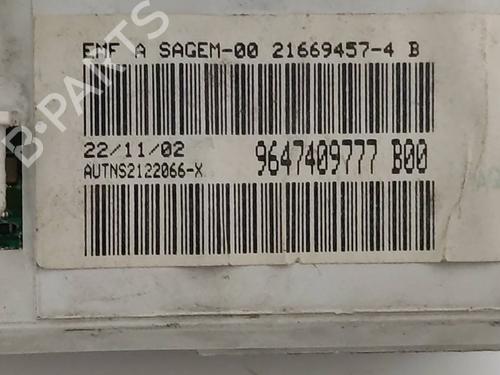 EMF A SAGEM-00 21669457-4 B
22/11/02
9647409777 B00
AUTNS2122066-X
B-PARTS